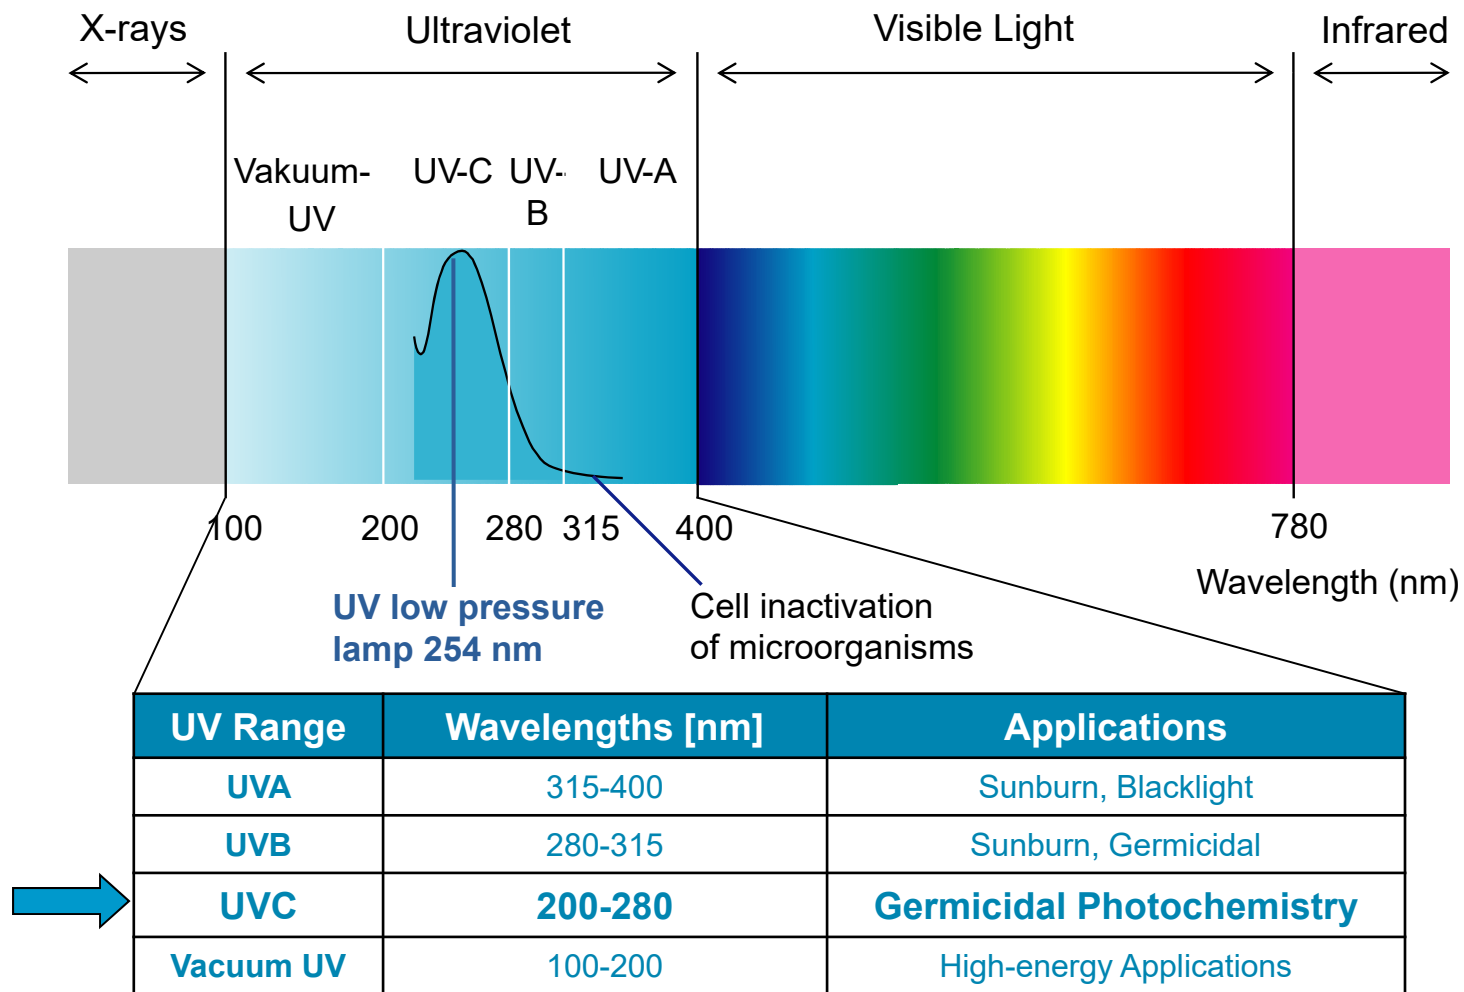 X-rays Ultraviolet Visible Light Infrared
Vakuum- UV-C UV- UV-A
UV B
100 200 280 315 400 780
Wavelength (nm)
UV low pressure
lamp 254 nm
Cell inactivation
of microorganisms
UV Range Wavelengths [nm] Applications
UVA 315-400 Sunburn, Blacklight
UVB 280-315 Sunburn, Germicidal
UVC 200-280 Germicidal Photochemistry
Vacuum UV 100-200 High-energy Applications